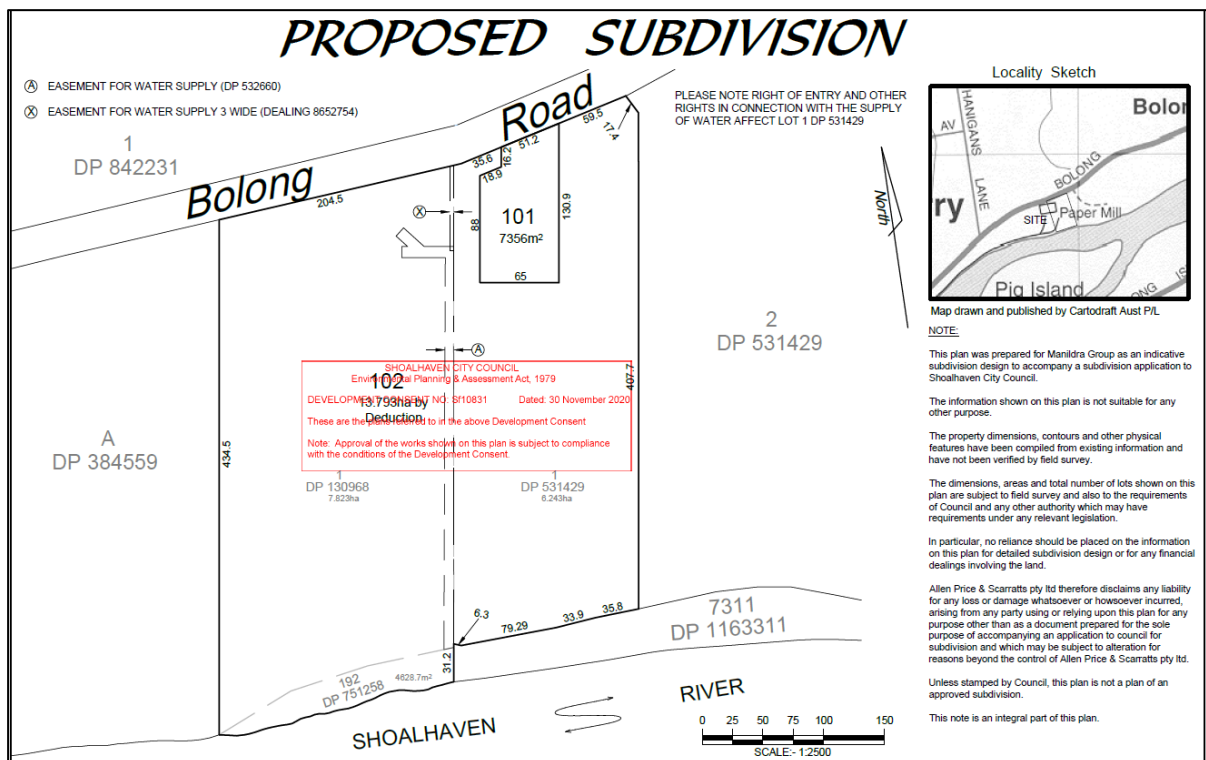 PROPOSED SUBDIVISION
Ⓐ EASEMENT FOR WATER SUPPLY (DP 532660)
Ⓧ EASEMENT FOR WATER SUPPLY 3 WIDE (DEALING 8652754)
PLEASE NOTE RIGHT OF ENTRY AND OTHER
RIGHTS IN CONNECTION WITH THE SUPPLY
OF WATER AFFECT LOT 1 DP 531429
1
DP 842231
Bolong
Road
204.5
35.6
18.9
16.2
51.2
59.5
17.4
Ⓧ
88
101
7356m²
130.9
65
North
Ⓐ
2
DP 531429
SHOALHAVEN CITY COUNCIL
Environmental Planning & Assessment Act, 1979
102
13.793ha by
Deduction
DEVELOPMENT CONSENT NO: Sf10831 Dated: 30 November 2020
These are the plans referred to in the above Development Consent
Note: Approval of the works shown on this plan is subject to compliance
with the conditions of the Development Consent.
407.7
A
DP 384559
434.5
1
DP 130968
7.823ha
1
DP 531429
6.243ha
6.3
79.29
33.9
35.8
7311
DP 1163311
31.2
192
DP 751258
4628.7m²
SHOALHAVEN
RIVER
0 25 50 75 100 150
SCALE:- 1:2500
Locality Sketch
HANIGANS
LANE
AV
Bolor
BOLONG
ry
SITE
Paper Mill
Pig Island
ONG
IS
Map drawn and published by Cartodraft Aust P/L
NOTE:
This plan was prepared for Manildra Group as an indicative
subdivision design to accompany a subdivision application to
Shoalhaven City Council.
The information shown on this plan is not suitable for any
other purpose.
The property dimensions, contours and other physical
features have been compiled from existing information and
have not been verified by field survey.
The dimensions, areas and total number of lots shown on this
plan are subject to field survey and also to the requirements
of Council and any other authority which may have
requirements under any relevant legislation.
In particular, no reliance should be placed on the information
on this plan for detailed subdivision design or for any financial
dealings involving the land.
Allen Price & Scarratts pty ltd therefore disclaims any liability
for any loss or damage whatsoever or howsoever incurred,
arising from any party using or relying upon this plan for any
purpose other than as a document prepared for the sole
purpose of accompanying an application to council for
subdivision and which may be subject to alteration for
reasons beyond the control of Allen Price & Scarratts pty ltd.
Unless stamped by Council, this plan is not a plan of an
approved subdivision.
This note is an integral part of this plan.